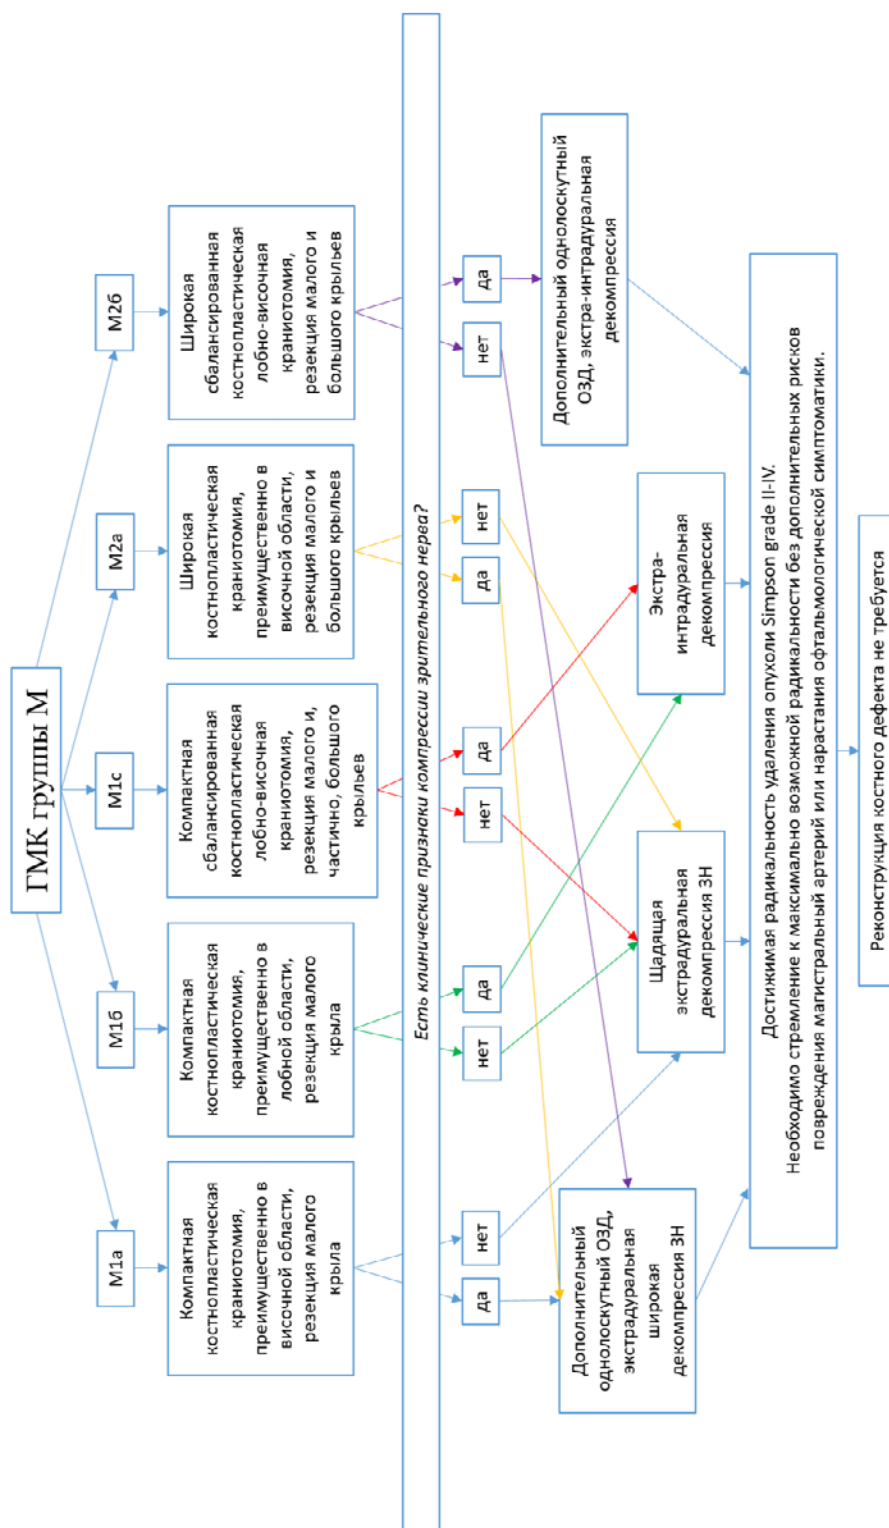 ГМК группы М
М1а
М1б
М1с
М2а
М2б
Компактная
костнопластическая
краниотомия,
преимущественно в
височной области,
резекция малого
крыла
Компактная
костнопластическая
краниотомия,
преимущественно в
лобной области,
резекция малого
крыла
Компактная
сбалансированная
костнопластическая
лобно-височная
краниотомия,
резекция малого и,
частично, большого
крыльев
Широкая
костнопластическая
краниотомия,
преимущественно в
височной области,
резекция малого и
большого крыльев
Широкая
сбалансированная
костнопластическая
лобно-височная
краниотомия,
резекция малого и
большого крыльев
Есть клинические признаки компрессии зрительного нерва?
да
нет
нет
да
нет
да
да
нет
нет
да
Дополнительный
однолоскутный ОЗД,
экстрадуральная
широкая
декомпрессия ЗН
Щадящая
экстрадуральная
декомпрессия ЗН
Экстра-
интрадуральная
декомпрессия
Дополнительный однолоскутный
ОЗД, экстра-интрадуральная
декомпрессия
Достижимая радикальность удаления опухоли Simpson grade II-IV.
Необходимо стремление к максимально возможной радикальности без дополнительных рисков
повреждения магистральный артерий или нарастания офтальмологической симптоматики.
Реконструкция костного дефекта не требуется